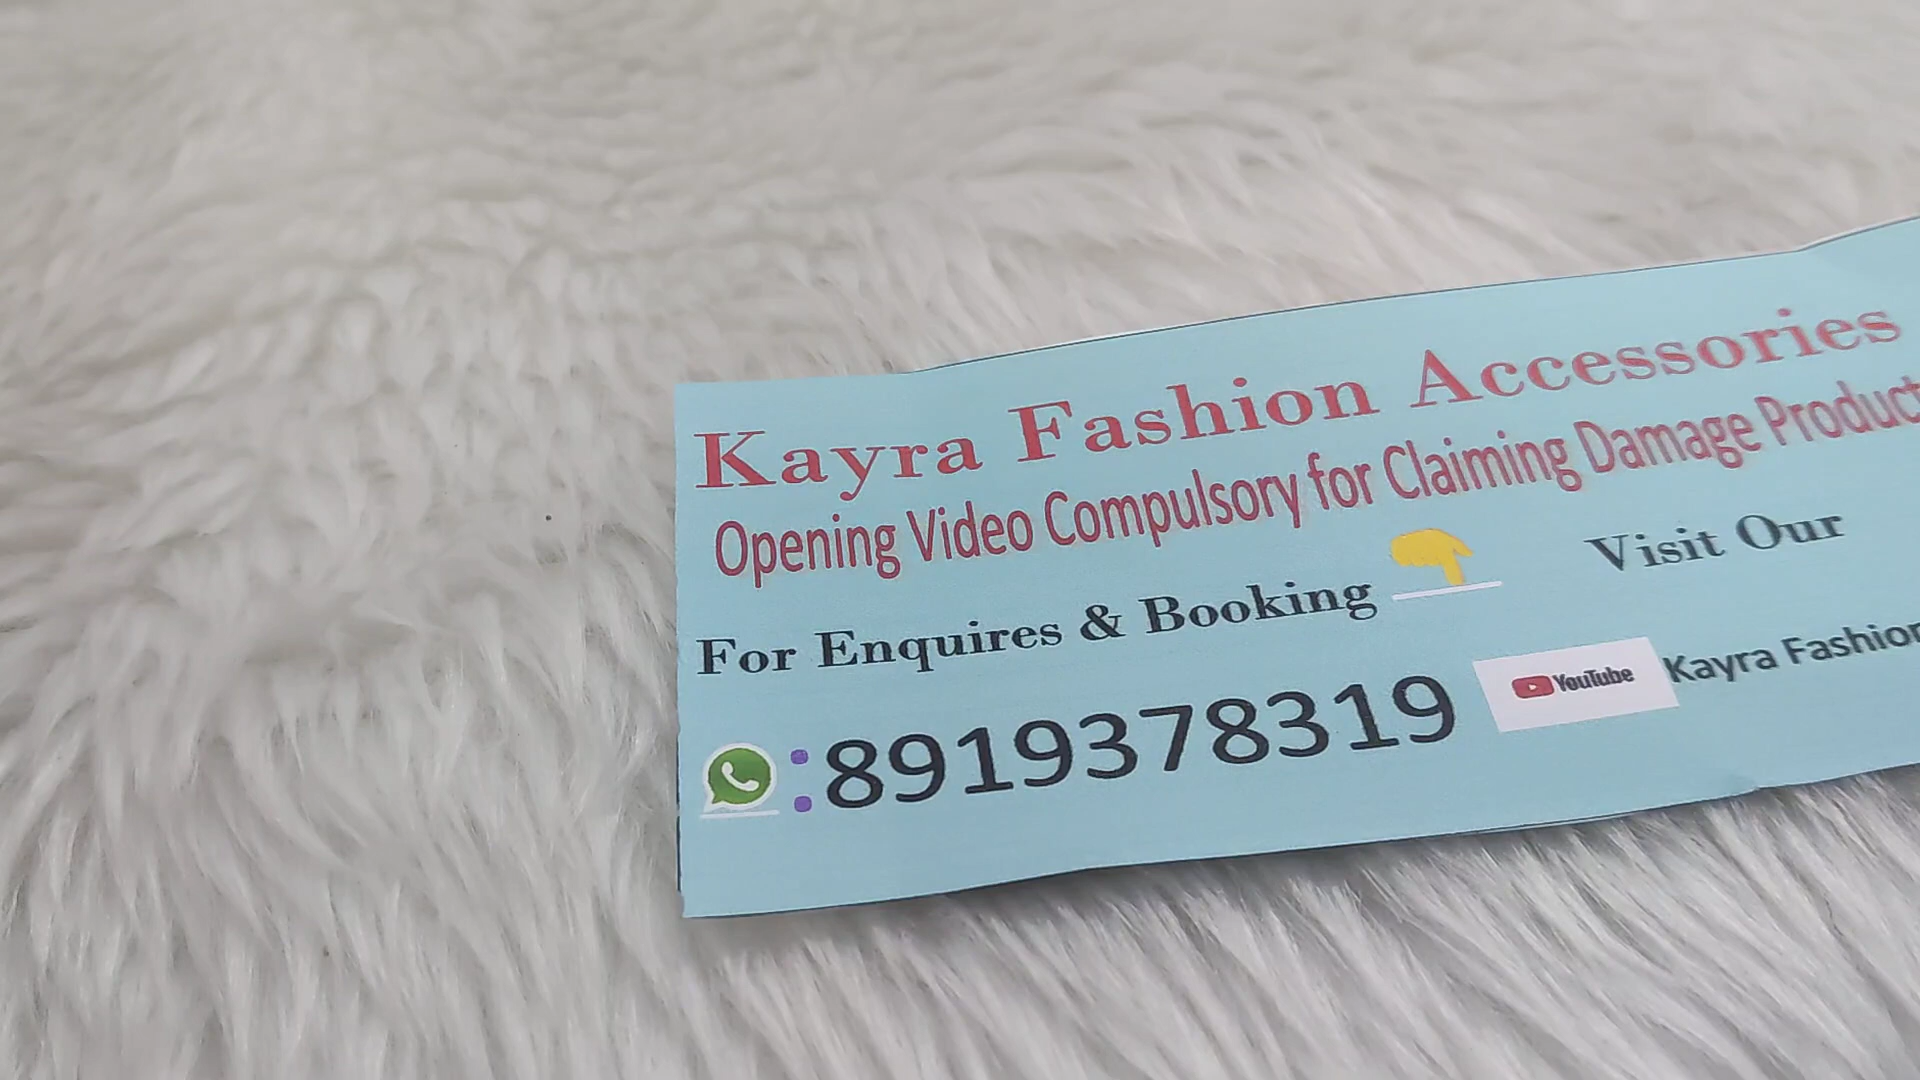 Kayra Fashion Accessories
Opening Video Compulsory for Claiming Damage Product
For Enquires & Booking
:8919378319
Visit Our
YouTube Kayra Fashion